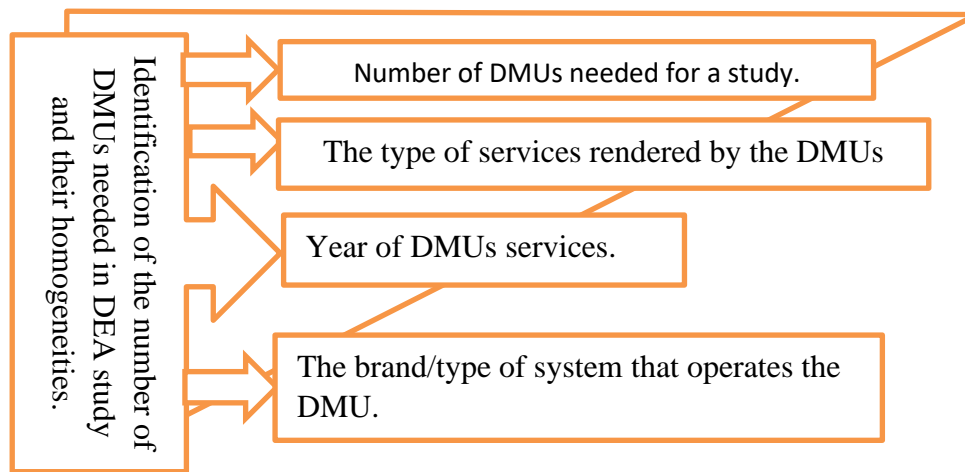 Identification of the number of
DMUs needed in DEA study
and their homogeneities.
Number of DMUs needed for a study.
The type of services rendered by the DMUs
Year of DMUs services.
The brand/type of system that operates the
DMU.